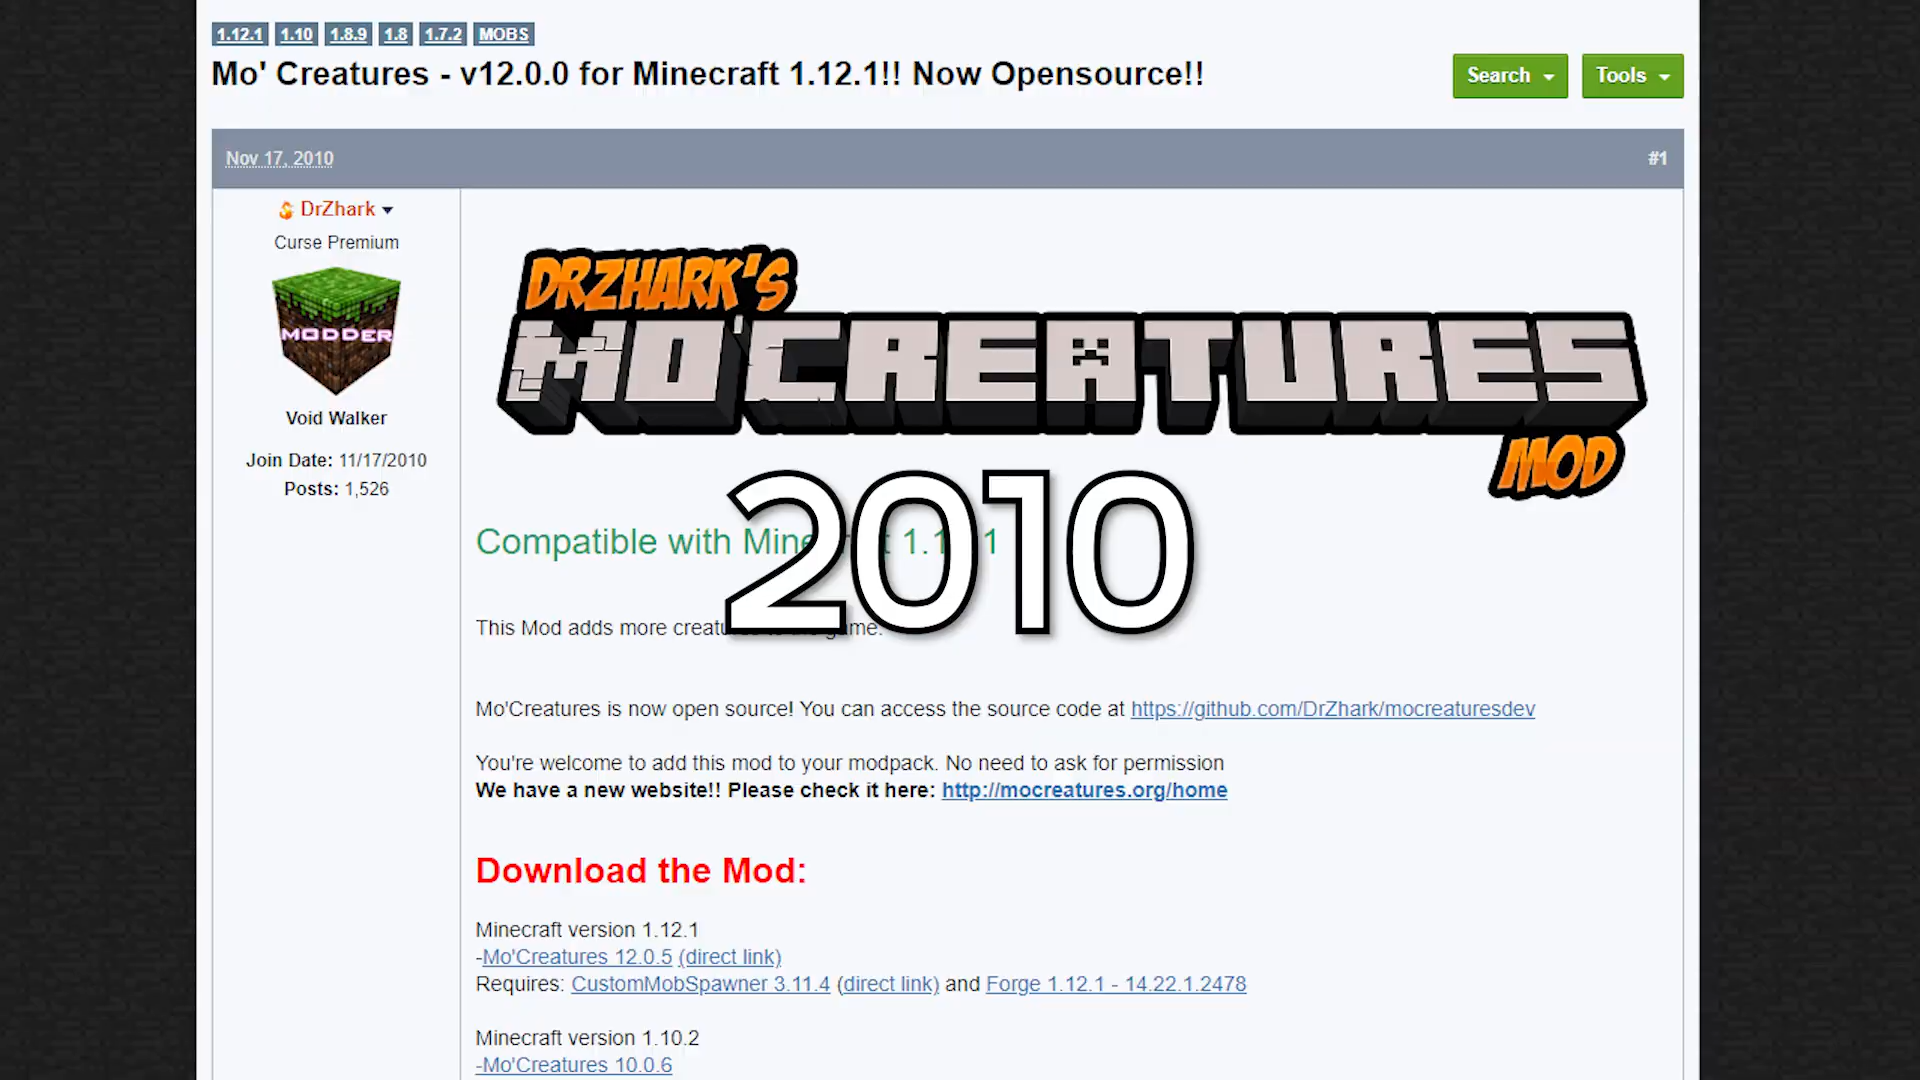 1.12.1 1.10 1.8.9 1.8 1.7.2 MOBS
Mo' Creatures - v12.0.0 for Minecraft 1.12.1!! Now Opensource!!
Search Tools
Nov 17, 2010 #1
DrZhark
Curse Premium
MODDER
Void Walker
Join Date: 11/17/2010
Posts: 1,526
DRZHARK'S
MO'CREATURES
MOD
2010
Compatible with
This Mod adds more
Mo'Creatures is now open source! You can access the source code at https://github.com/DrZhark/mocreaturesdev
You're welcome to add this mod to your modpack. No need to ask for permission
We have a new website!! Please check it here: http://mocreatures.org/home
Download the Mod:
Minecraft version 1.12.1
-Mo'Creatures 12.0.5 (direct link)
Requires: CustomMobSpawner 3.11.4 (direct link) and Forge 1.12.1 - 14.22.1.2478
Minecraft version 1.10.2
-Mo'Creatures 10.0.6